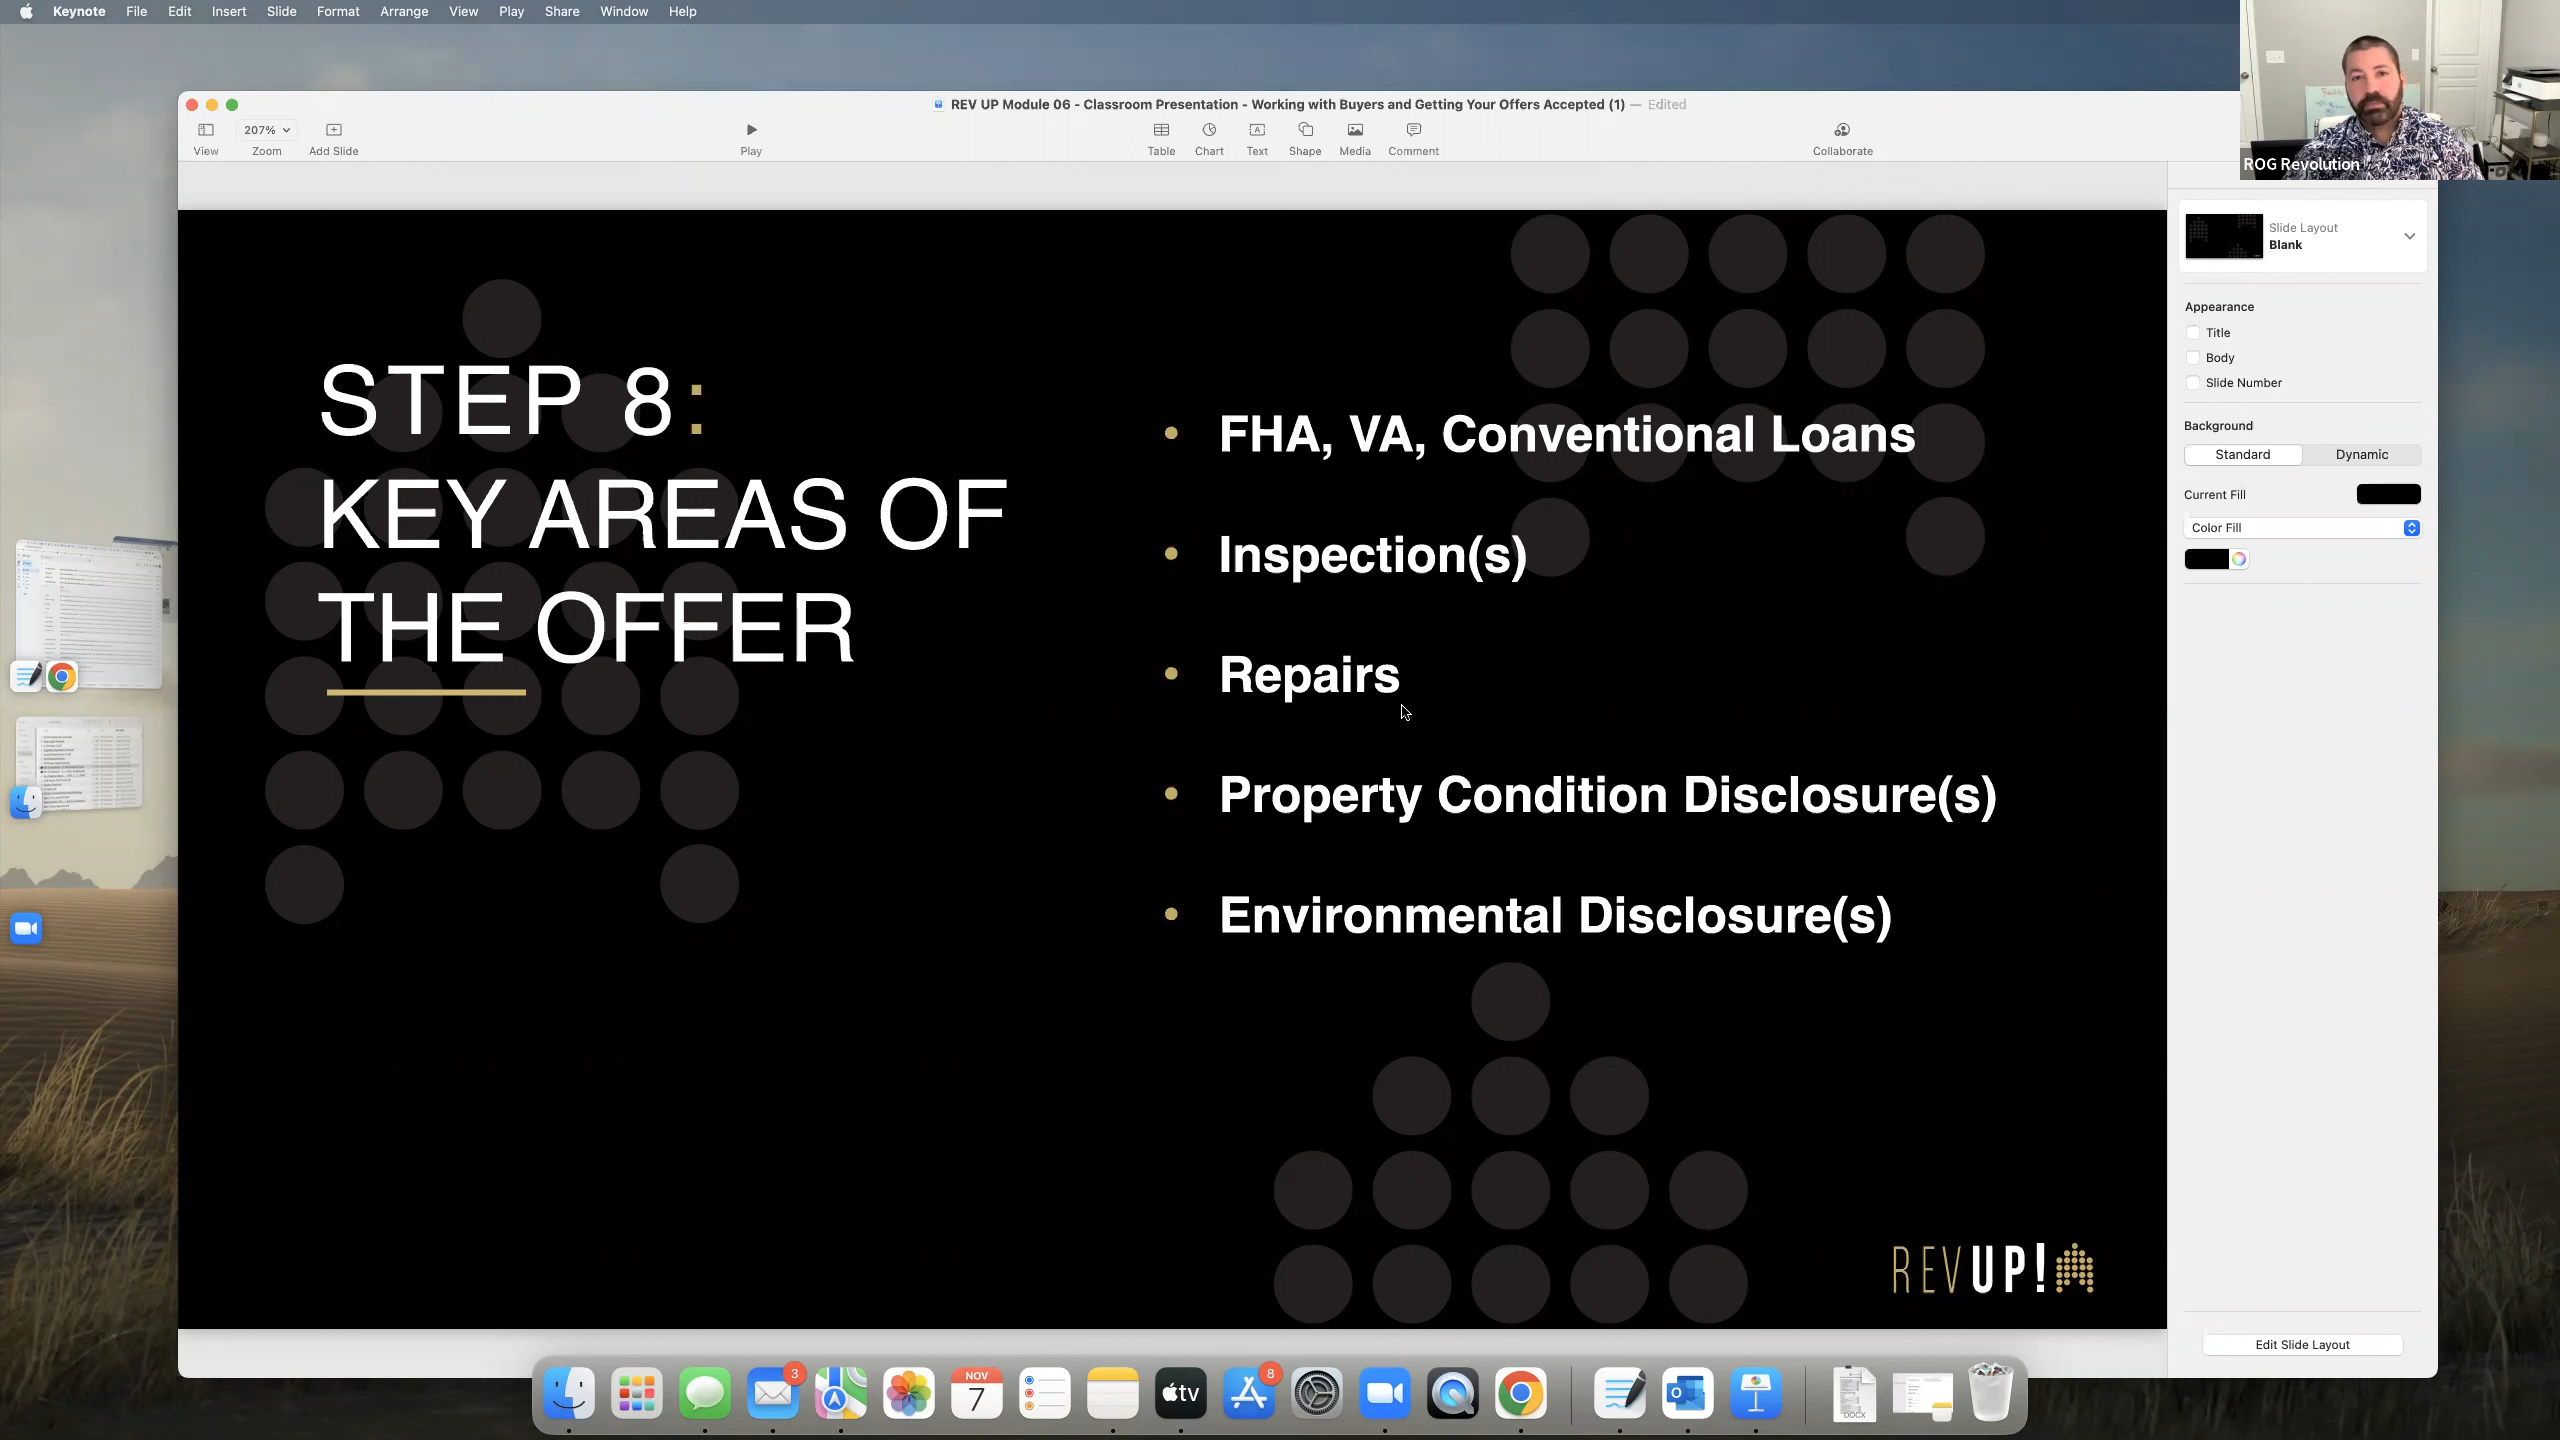 Keynote File Edit Insert Slide Format Arrange View Play Share Window Help
REV UP Module 06 - Classroom Presentation - Working with Buyers and Getting Your Offers Accepted (1) — Edited
207%
View Zoom Add Slide Play Table Chart Text Shape Media Comment Collaborate
ROG Revolution
STEP 8:
KEY AREAS OF
THE OFFER
• FHA, VA, Conventional Loans
• Inspection(s)
• Repairs
• Property Condition Disclosure(s)
• Environmental Disclosure(s)
REVUP!
Slide Layout
Blank
Appearance
Title
Body
Slide Number
Background
Standard Dynamic
Current Fill
Color Fill
Edit Slide Layout
3
NOV
7
tv
8
DOCX